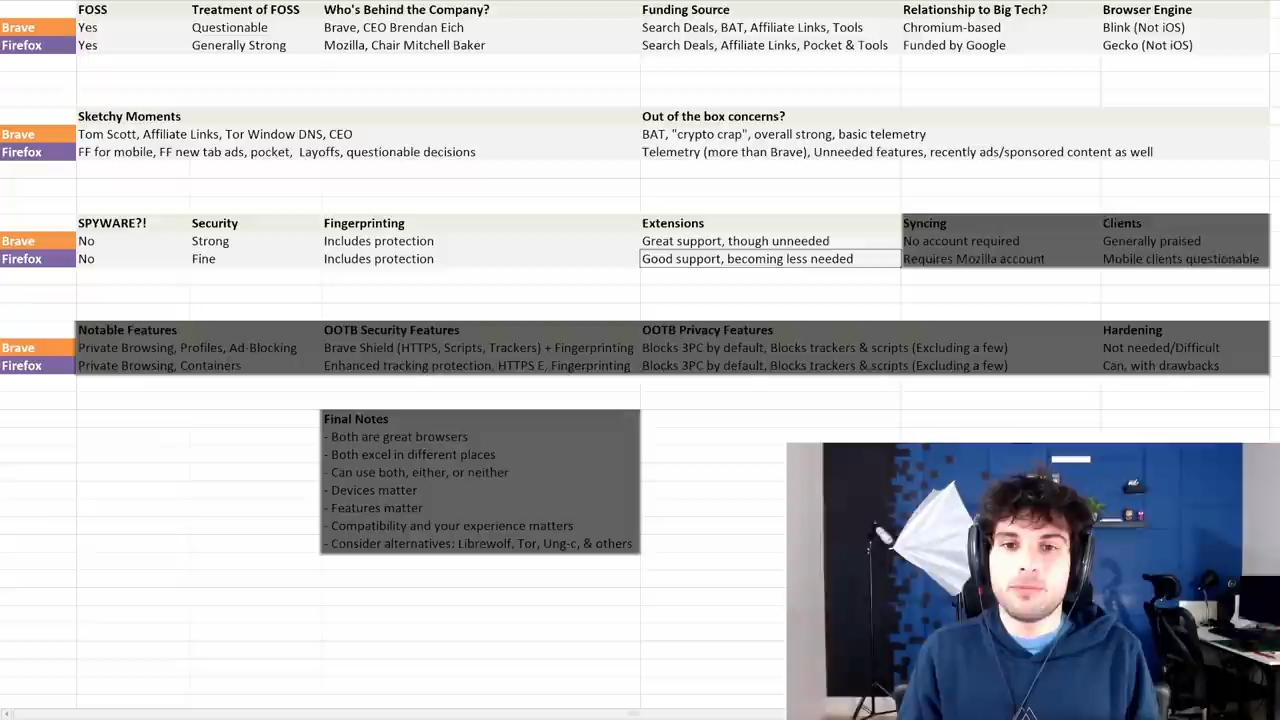 FOSS Treatment of FOSS Who's Behind the Company? Funding Source Relationship to Big Tech? Browser Engine
Brave Yes Questionable Brave, CEO Brendan Eich Search Deals, BAT, Affiliate Links, Tools Chromium-based Blink (Not iOS)
Firefox Yes Generally Strong Mozilla, Chair Mitchell Baker Search Deals, Affiliate Links, Pocket & Tools Funded by Google Gecko (Not iOS)
Sketchy Moments Out of the box concerns?
Brave Tom Scott, Affiliate Links, Tor Window DNS, CEO BAT, "crypto crap", overall strong, basic telemetry
Firefox FF for mobile, FF new tab ads, pocket, Layoffs, questionable decisions Telemetry (more than Brave), Unneeded features, recently ads/sponsored content as well
SPYWARE?! Security Fingerprinting Extensions Syncing Clients
Brave No Strong Includes protection Great support, though unneeded No account required Generally praised
Firefox No Fine Includes protection Good support, becoming less needed Requires Mozilla account Mobile clients questionable
Notable Features OOTB Security Features OOTB Privacy Features Hardening
Brave Private Browsing, Profiles, Ad-Blocking Brave Shield (HTTPS, Scripts, Trackers) + Fingerprinting Blocks 3PC by default, Blocks trackers & scripts (Excluding a few) Not needed/Difficult
Firefox Private Browsing, Containers Enhanced tracking protection, HTTPS E, Fingerprinting Blocks 3PC by default, Blocks trackers & scripts (Excluding a few) Can, with drawbacks
Final Notes
- Both are great browsers
- Both excel in different places
- Can use both, either, or neither
- Devices matter
- Features matter
- Compatibility and your experience matters
- Consider alternatives: Librewolf, Tor, Ung-c, & others